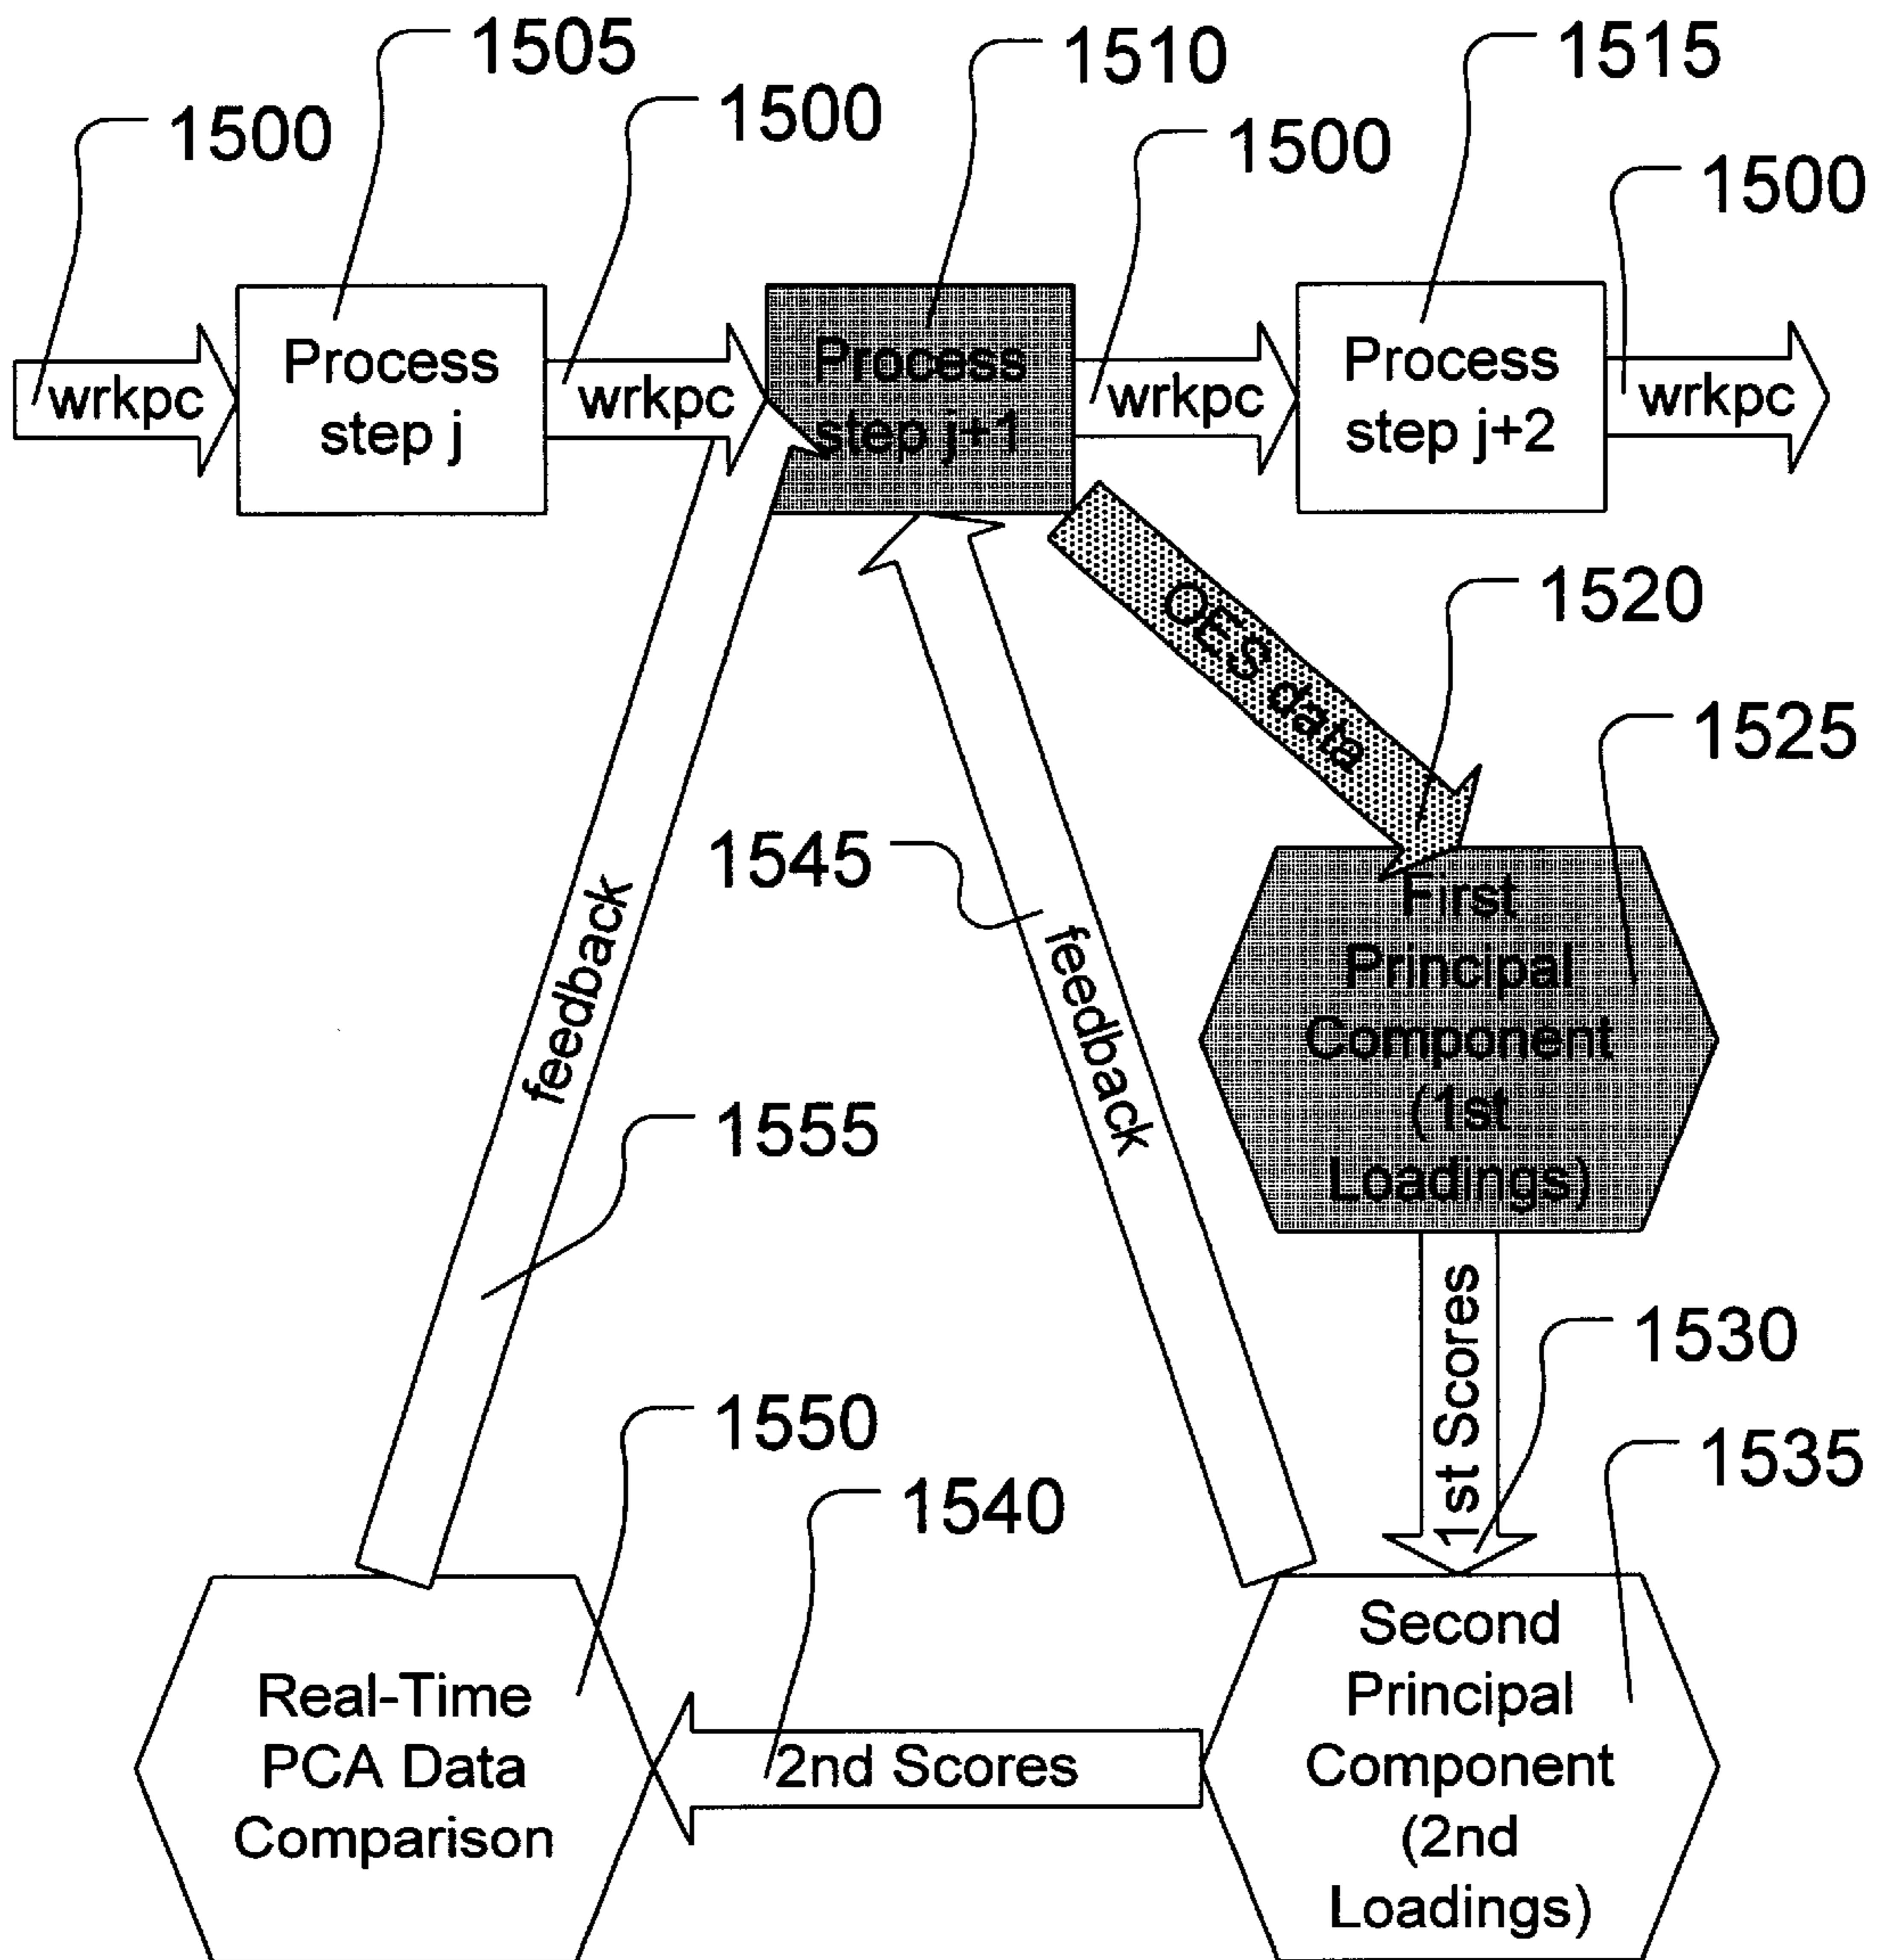 1505
1510
1515
1500
1500
1500
1500
wrkpc
Process
step j
wrkpc
Process
step j+1
wrkpc
Process
step j+2
wrkpc
OES data
1520
1525
1545
feedback
feedback
First
Principal
Component
(1st
Loadings)
1555
1st Scores
1530
1550
1540
1535
Real-Time
PCA Data
Comparison
2nd Scores
Second
Principal
Component
(2nd
Loadings)